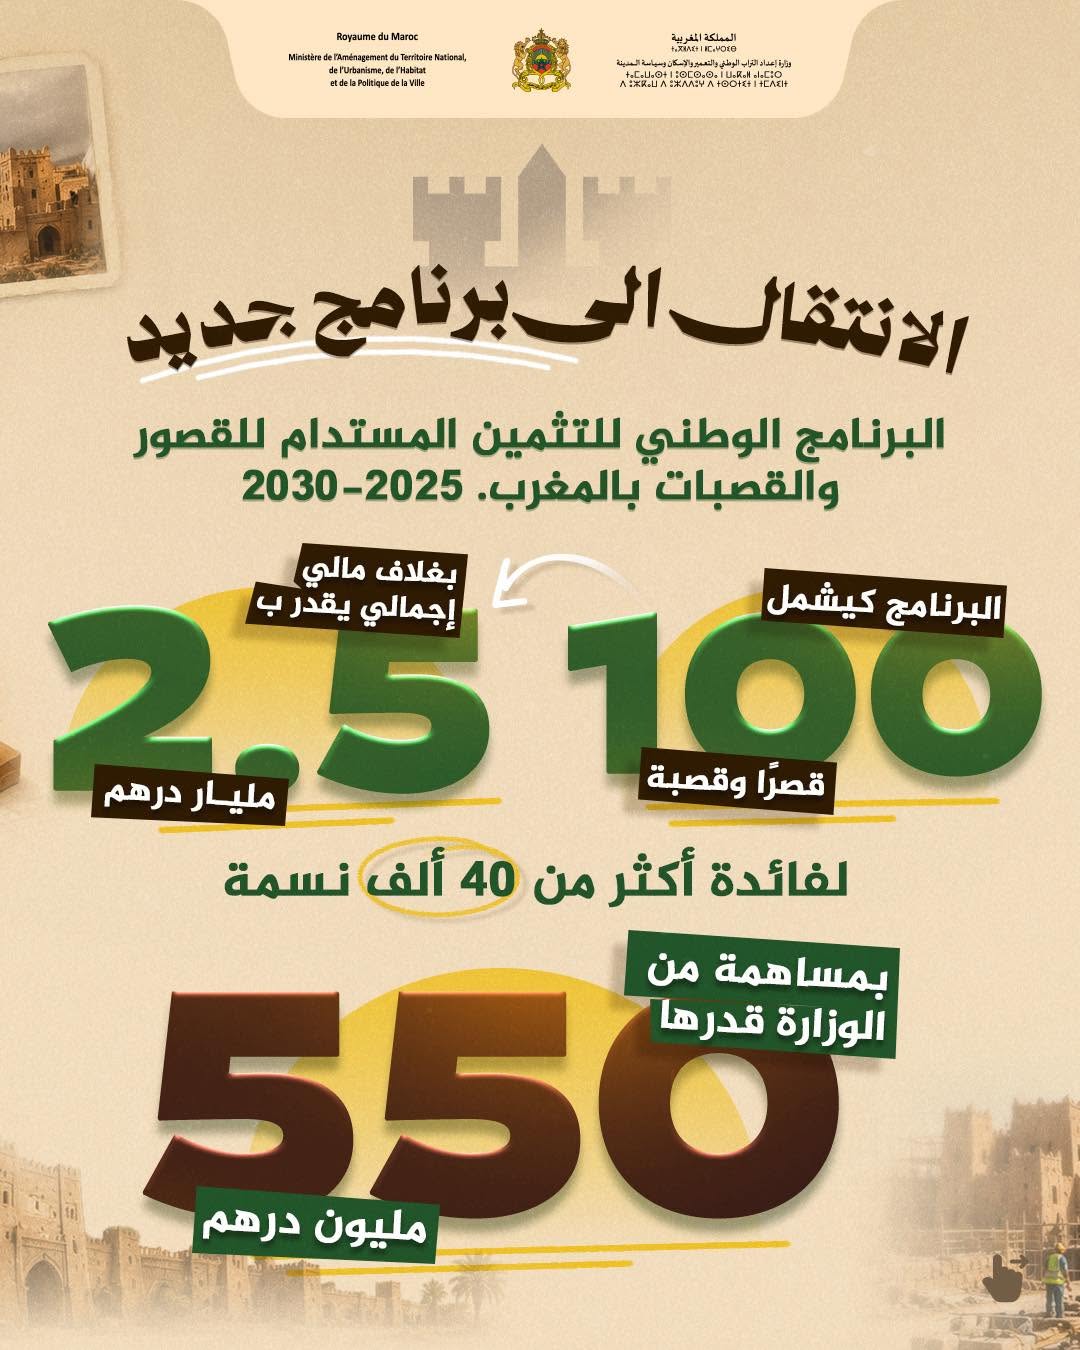 Royaume du Maroc
Ministère de l'Aménagement du Territoire National,
de l'Urbanisme, de l'Habitat
et de la Politique de la Ville
المملكة المغربية
ⵜⴰⴳⵍⴷⵉⵜ ⵏ ⵍⵎⵖⵔⵉⴱ
وزارة إعداد التراب الوطني والتعمير والإسكان وسياسة المدينة
الانتقال الى برنامج جديد
البرنامج الوطني للتثمين المستدام للقصور
والقصبات بالمغرب. 2025-2030
البرنامج كيشمل
100
قصرًا وقصبة
بغلاف مالي
إجمالي يقدر ب
2.5
مليار درهم
لفائدة أكثر من 40 ألف نسمة
بمساهمة من
الوزارة قدرها
550
مليون درهم